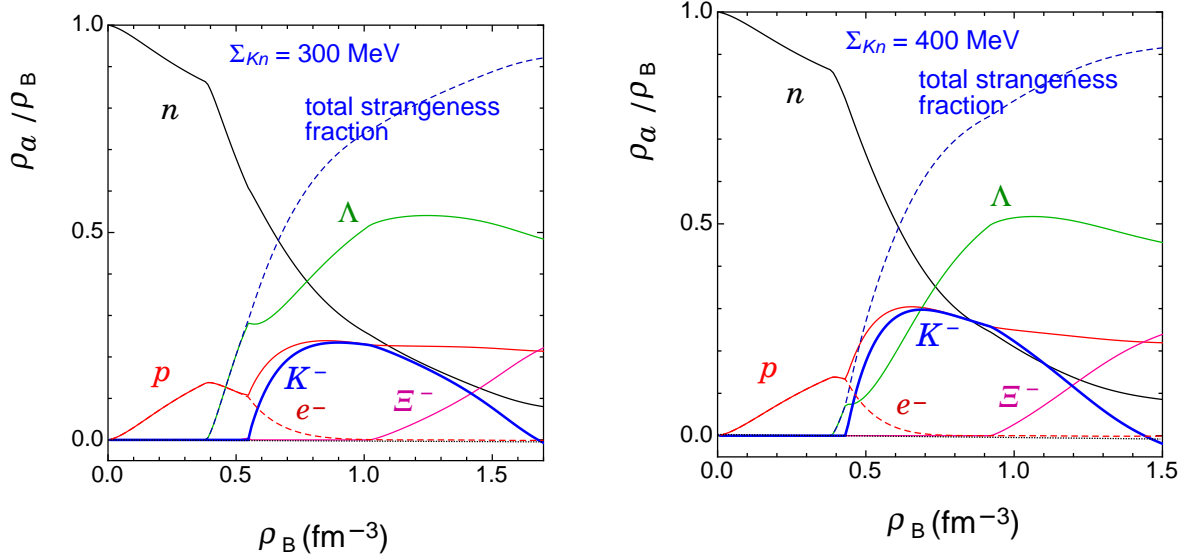 1.0
0.5
0.0
0.0
0.5
1.0
1.5
ρ_a / ρ_B
ρ_B (fm⁻³)
Σ_Kn = 300 MeV
total strangeness
fraction
n
Λ
p
K⁻
e⁻
Ξ⁻
1.0
0.5
0.0
0.0
0.5
1.0
1.5
ρ_a / ρ_B
ρ_B (fm⁻³)
Σ_Kn = 400 MeV
total strangeness
fraction
n
Λ
p
K⁻
e⁻
Ξ⁻